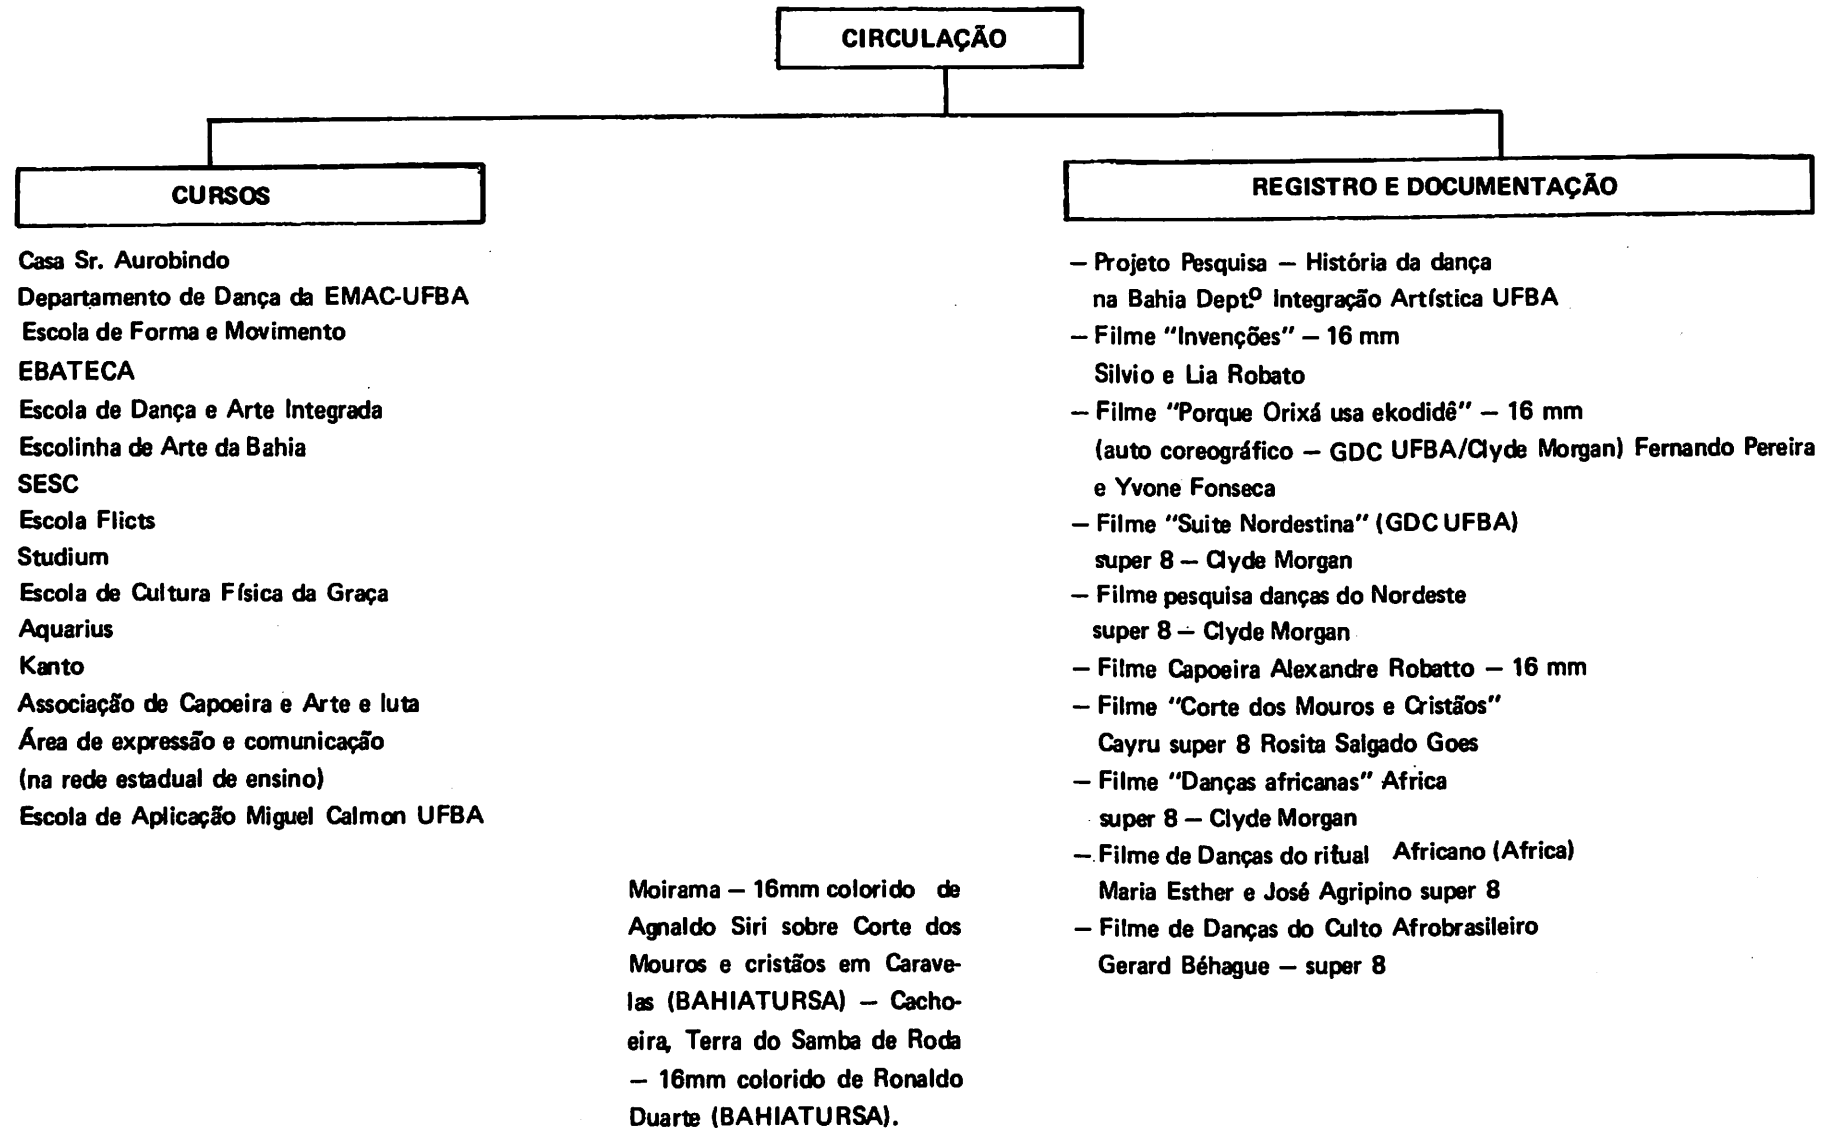 CIRCULAÇÃO
CURSOS
Casa Sr. Aurobindo
Departamento de Dança da EMAC-UFBA
Escola de Forma e Movimento
EBATECA
Escola de Dança e Arte Integrada
Escolinha de Arte da Bahia
SESC
Escola Flicts
Studium
Escola de Cultura Física da Graça
Aquarius
Kanto
Associação de Capoeira e Arte e luta
Área de expressão e comunicação
(na rede estadual de ensino)
Escola de Aplicação Miguel Calmon UFBA
Moirama — 16mm colorido de
Agnaldo Siri sobre Corte dos
Mouros e cristãos em Carave-
las (BAHIATURSA) — Cacho-
eira, Terra do Samba de Roda
— 16mm colorido de Ronaldo
Duarte (BAHIATURSA).
REGISTRO E DOCUMENTAÇÃO
— Projeto Pesquisa — História da dança
na Bahia Dept.º Integração Artística UFBA
— Filme "Invenções" — 16 mm
Silvio e Lia Robato
— Filme "Porque Orixá usa ekodidê" — 16 mm
(auto coreográfico — GDC UFBA/Clyde Morgan) Fernando Pereira
e Yvone Fonseca
— Filme "Suite Nordestina" (GDC UFBA)
super 8 — Clyde Morgan
— Filme pesquisa danças do Nordeste
super 8 — Clyde Morgan
— Filme Capoeira Alexandre Robatto — 16 mm
— Filme "Corte dos Mouros e Cristãos"
Cayru super 8 Rosita Salgado Goes
— Filme "Danças africanas" Africa
super 8 — Clyde Morgan
— Filme de Danças do ritual Africano (Africa)
Maria Esther e José Agripino super 8
— Filme de Danças do Culto Afrobrasileiro
Gerard Béhague — super 8